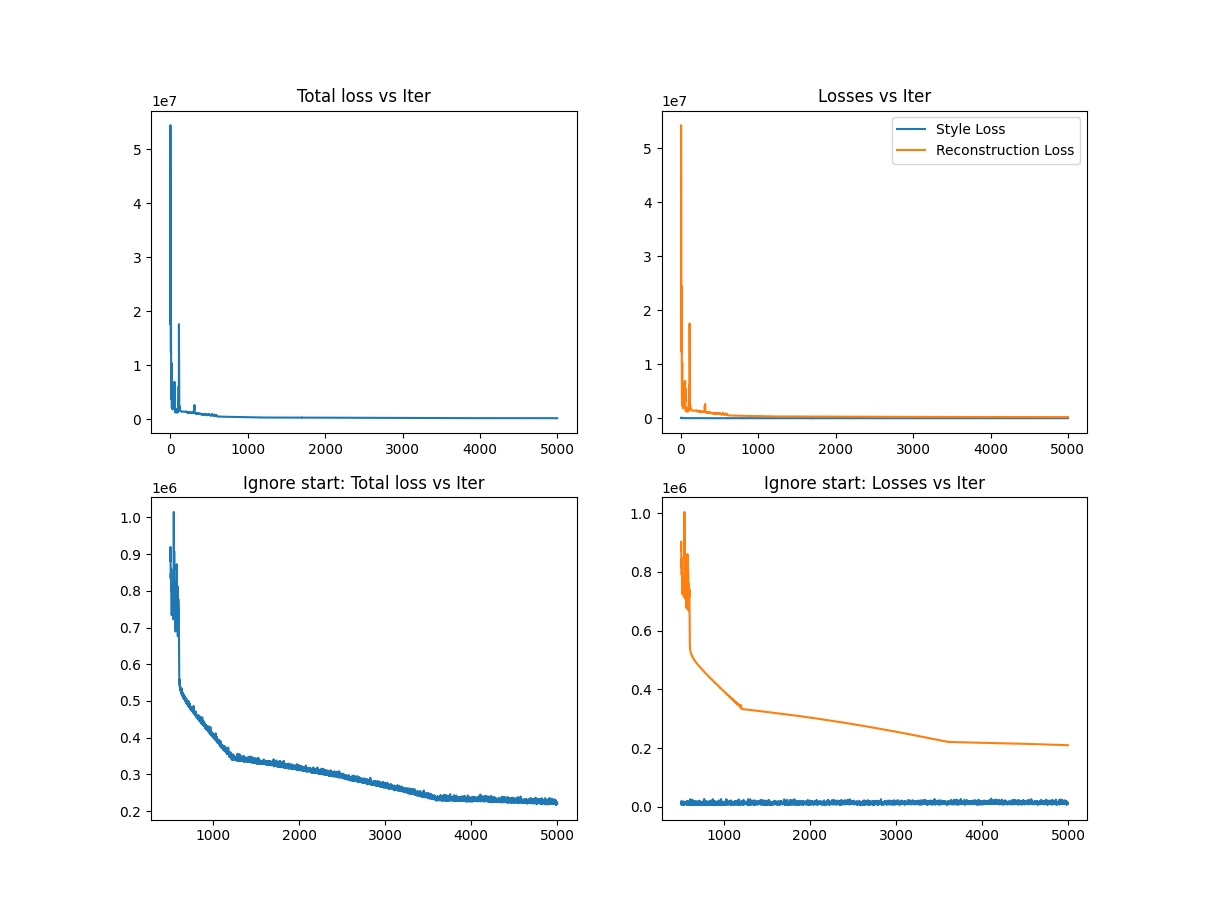 Total loss vs Iter
1e7
5
4
3
2
1
0
0 1000 2000 3000 4000 5000
Losses vs Iter
1e7
Style Loss
Reconstruction Loss
5
4
3
2
1
0
0 1000 2000 3000 4000 5000
Ignore start: Total loss vs Iter
1e6
1.0
0.9
0.8
0.7
0.6
0.5
0.4
0.3
0.2
1000 2000 3000 4000 5000
Ignore start: Losses vs Iter
1e6
1.0
0.8
0.6
0.4
0.2
0.0
1000 2000 3000 4000 5000